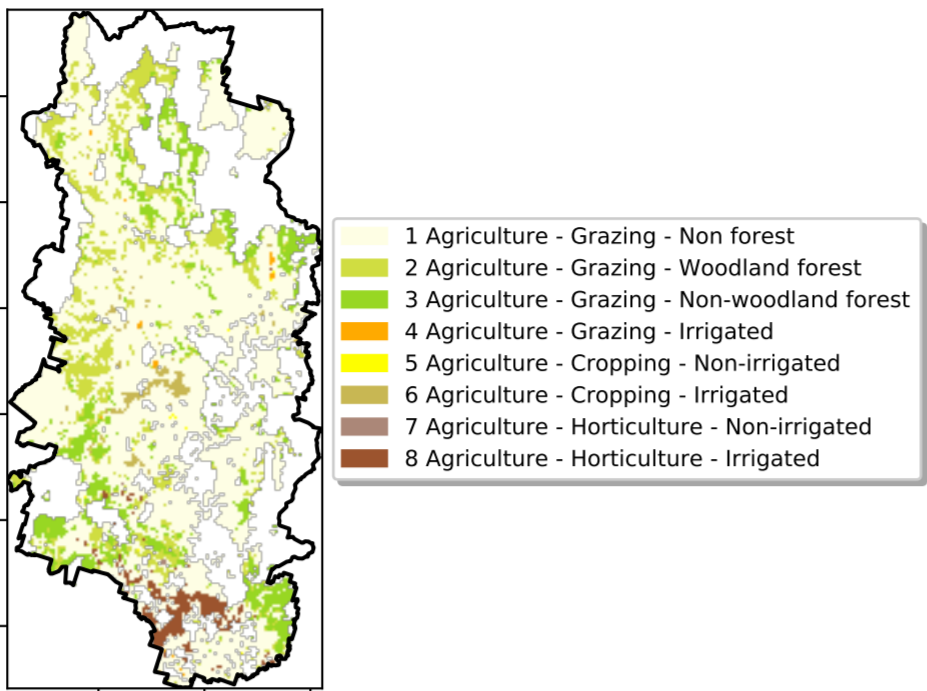 1 Agriculture - Grazing - Non forest
2 Agriculture - Grazing - Woodland forest
3 Agriculture - Grazing - Non-woodland forest
4 Agriculture - Grazing - Irrigated
5 Agriculture - Cropping - Non-irrigated
6 Agriculture - Cropping - Irrigated
7 Agriculture - Horticulture - Non-irrigated
8 Agriculture - Horticulture - Irrigated